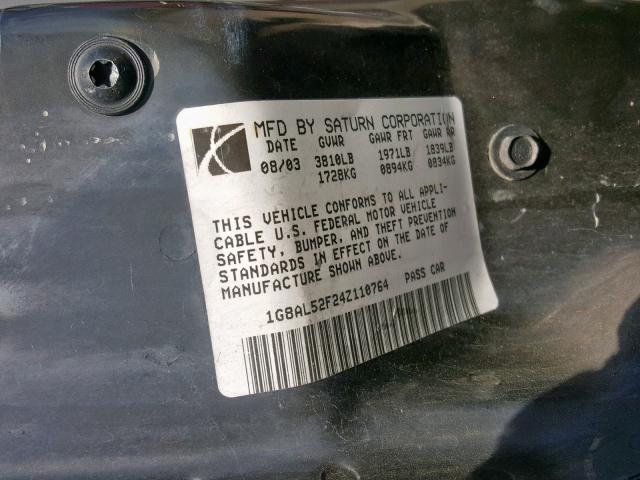 MFD BY SATURN CORPORATION
DATE GVWR GAWR FRT GAWR RR
08/03 3810LB 1971LB 1839LB
1728KG 0894KG 0834KG
THIS VEHICLE CONFORMS TO ALL APPLI-
CABLE U.S. FEDERAL MOTOR VEHICLE
SAFETY, BUMPER, AND THEFT PREVENTION
STANDARDS IN EFFECT ON THE DATE OF
MANUFACTURE SHOWN ABOVE.
1G8AL52F24Z110764 PASS CAR